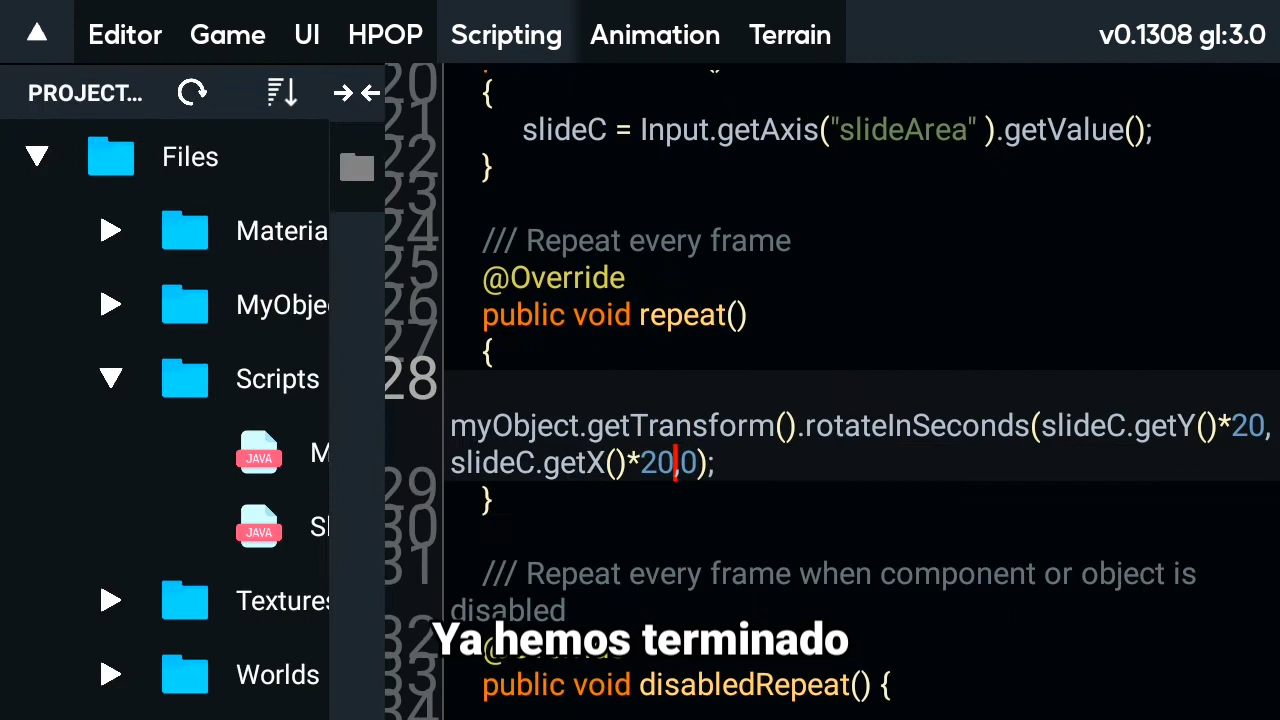 Editor Game UI HPOP Scripting Animation Terrain v0.1308 gl:3.0
PROJECT...
Files
Materia
MyObje
Scripts
JAVA M
JAVA Sl
Textures
Worlds
20
{
21 slideC = Input.getAxis("slideArea" ).getValue();
22 }
23
24 /// Repeat every frame
25 @Override
26 public void repeat()
27 {
28
myObject.getTransform().rotateInSeconds(slideC.getY()*20,
slideC.getX()*20,0);
29 }
30
31 /// Repeat every frame when component or object is
disabled
32
33 public void disabledRepeat() {
34
Ya hemos terminado